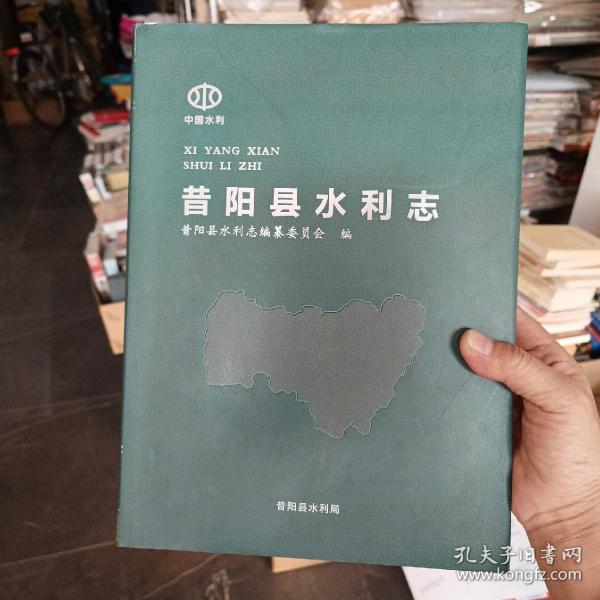 中国水利
XI YANG XIAN
SHUI LI ZHI
昔阳县水利志
昔阳县水利志编纂委员会 编
昔阳县水利局
孔夫子旧书网
www.kongfz.com